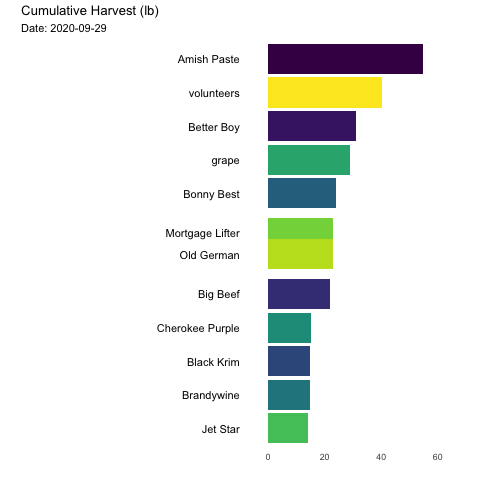 Cumulative Harvest (lb)
Date: 2020-09-29
Amish Paste
volunteers
Better Boy
grape
Bonny Best
Mortgage Lifter
Old German
Big Beef
Cherokee Purple
Black Krim
Brandywine
Jet Star
0 20 40 60